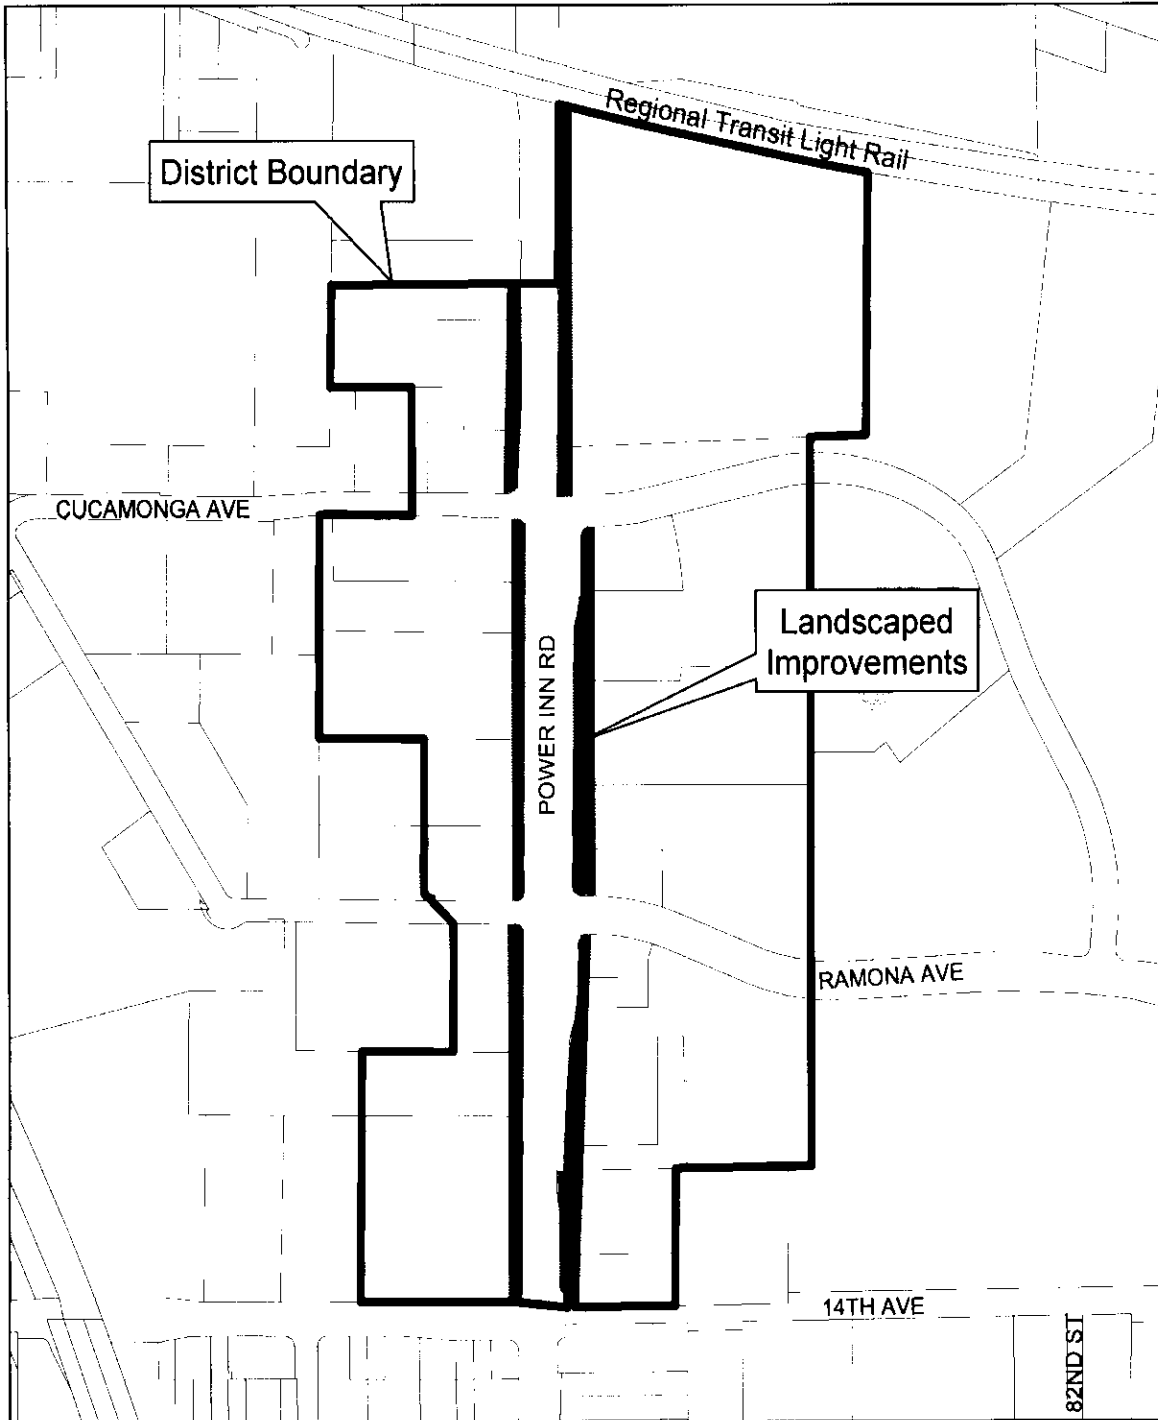 Regional Transit Light Rail
District Boundary
CUCAMONGA AVE
Landscaped
Improvements
POWER INN RD
RAMONA AVE
14TH AVE
82ND ST